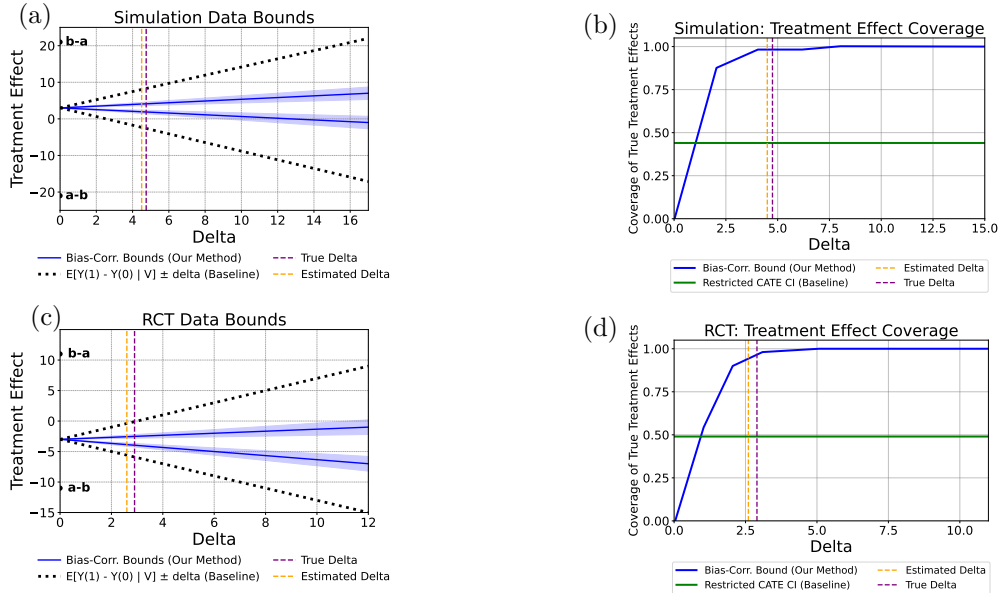 (a)
Simulation Data Bounds
Treatment Effect
20
10
0
−10
−20
b-a
a-b
0 2 4 6 8 10 12 14 16
Delta
Bias-Corr. Bounds (Our Method)
E[Y(1) - Y(0) | V] ± delta (Baseline)
True Delta
Estimated Delta
(b)
Simulation: Treatment Effect Coverage
Coverage of True Treatment Effects
1.00
0.75
0.50
0.25
0.00
0.0 2.5 5.0 7.5 10.0 12.5 15.0
Delta
Bias-Corr. Bound (Our Method)
Restricted CATE CI (Baseline)
Estimated Delta
True Delta
(c)
RCT Data Bounds
Treatment Effect
10
5
0
−5
−10
−15
b-a
a-b
0 2 4 6 8 10 12
Delta
Bias-Corr. Bounds (Our Method)
E[Y(1) - Y(0) | V] ± delta (Baseline)
True Delta
Estimated Delta
(d)
RCT: Treatment Effect Coverage
Coverage of True Treatment Effects
1.00
0.75
0.50
0.25
0.00
0.0 2.5 5.0 7.5 10.0
Delta
Bias-Corr. Bound (Our Method)
Restricted CATE CI (Baseline)
Estimated Delta
True Delta